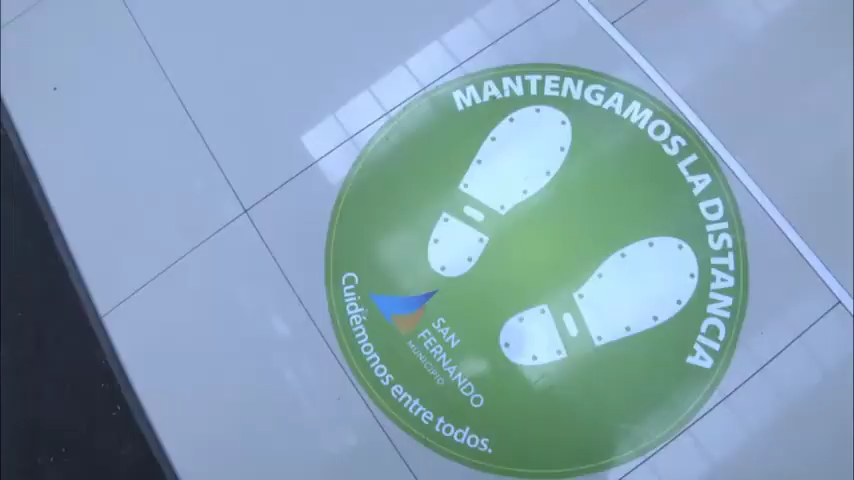 MANTENGAMOS LA DISTANCIA
SAN
FERNANDO
MUNICIPIO
Cuidémonos entre todos.